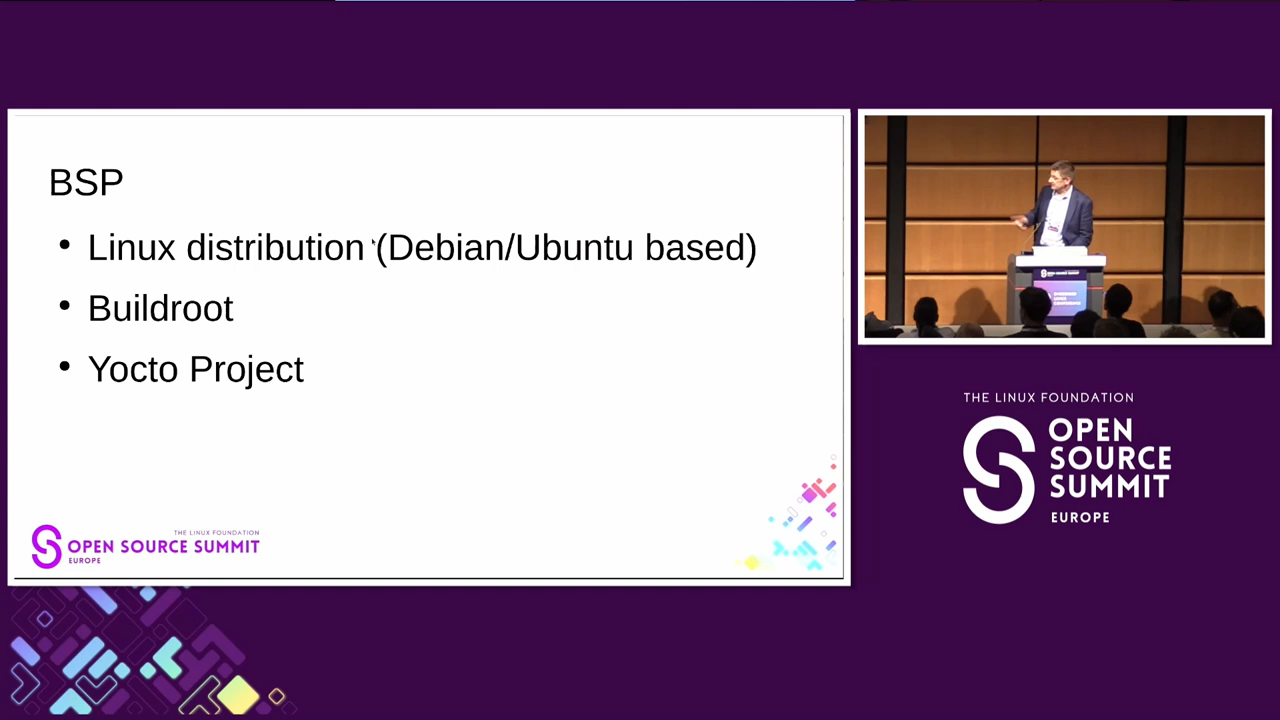 BSP
• Linux distribution (Debian/Ubuntu based)
• Buildroot
• Yocto Project
THE LINUX FOUNDATION
OPEN SOURCE SUMMIT
EUROPE
THE LINUX FOUNDATION
OPEN
SOURCE
SUMMIT
EUROPE